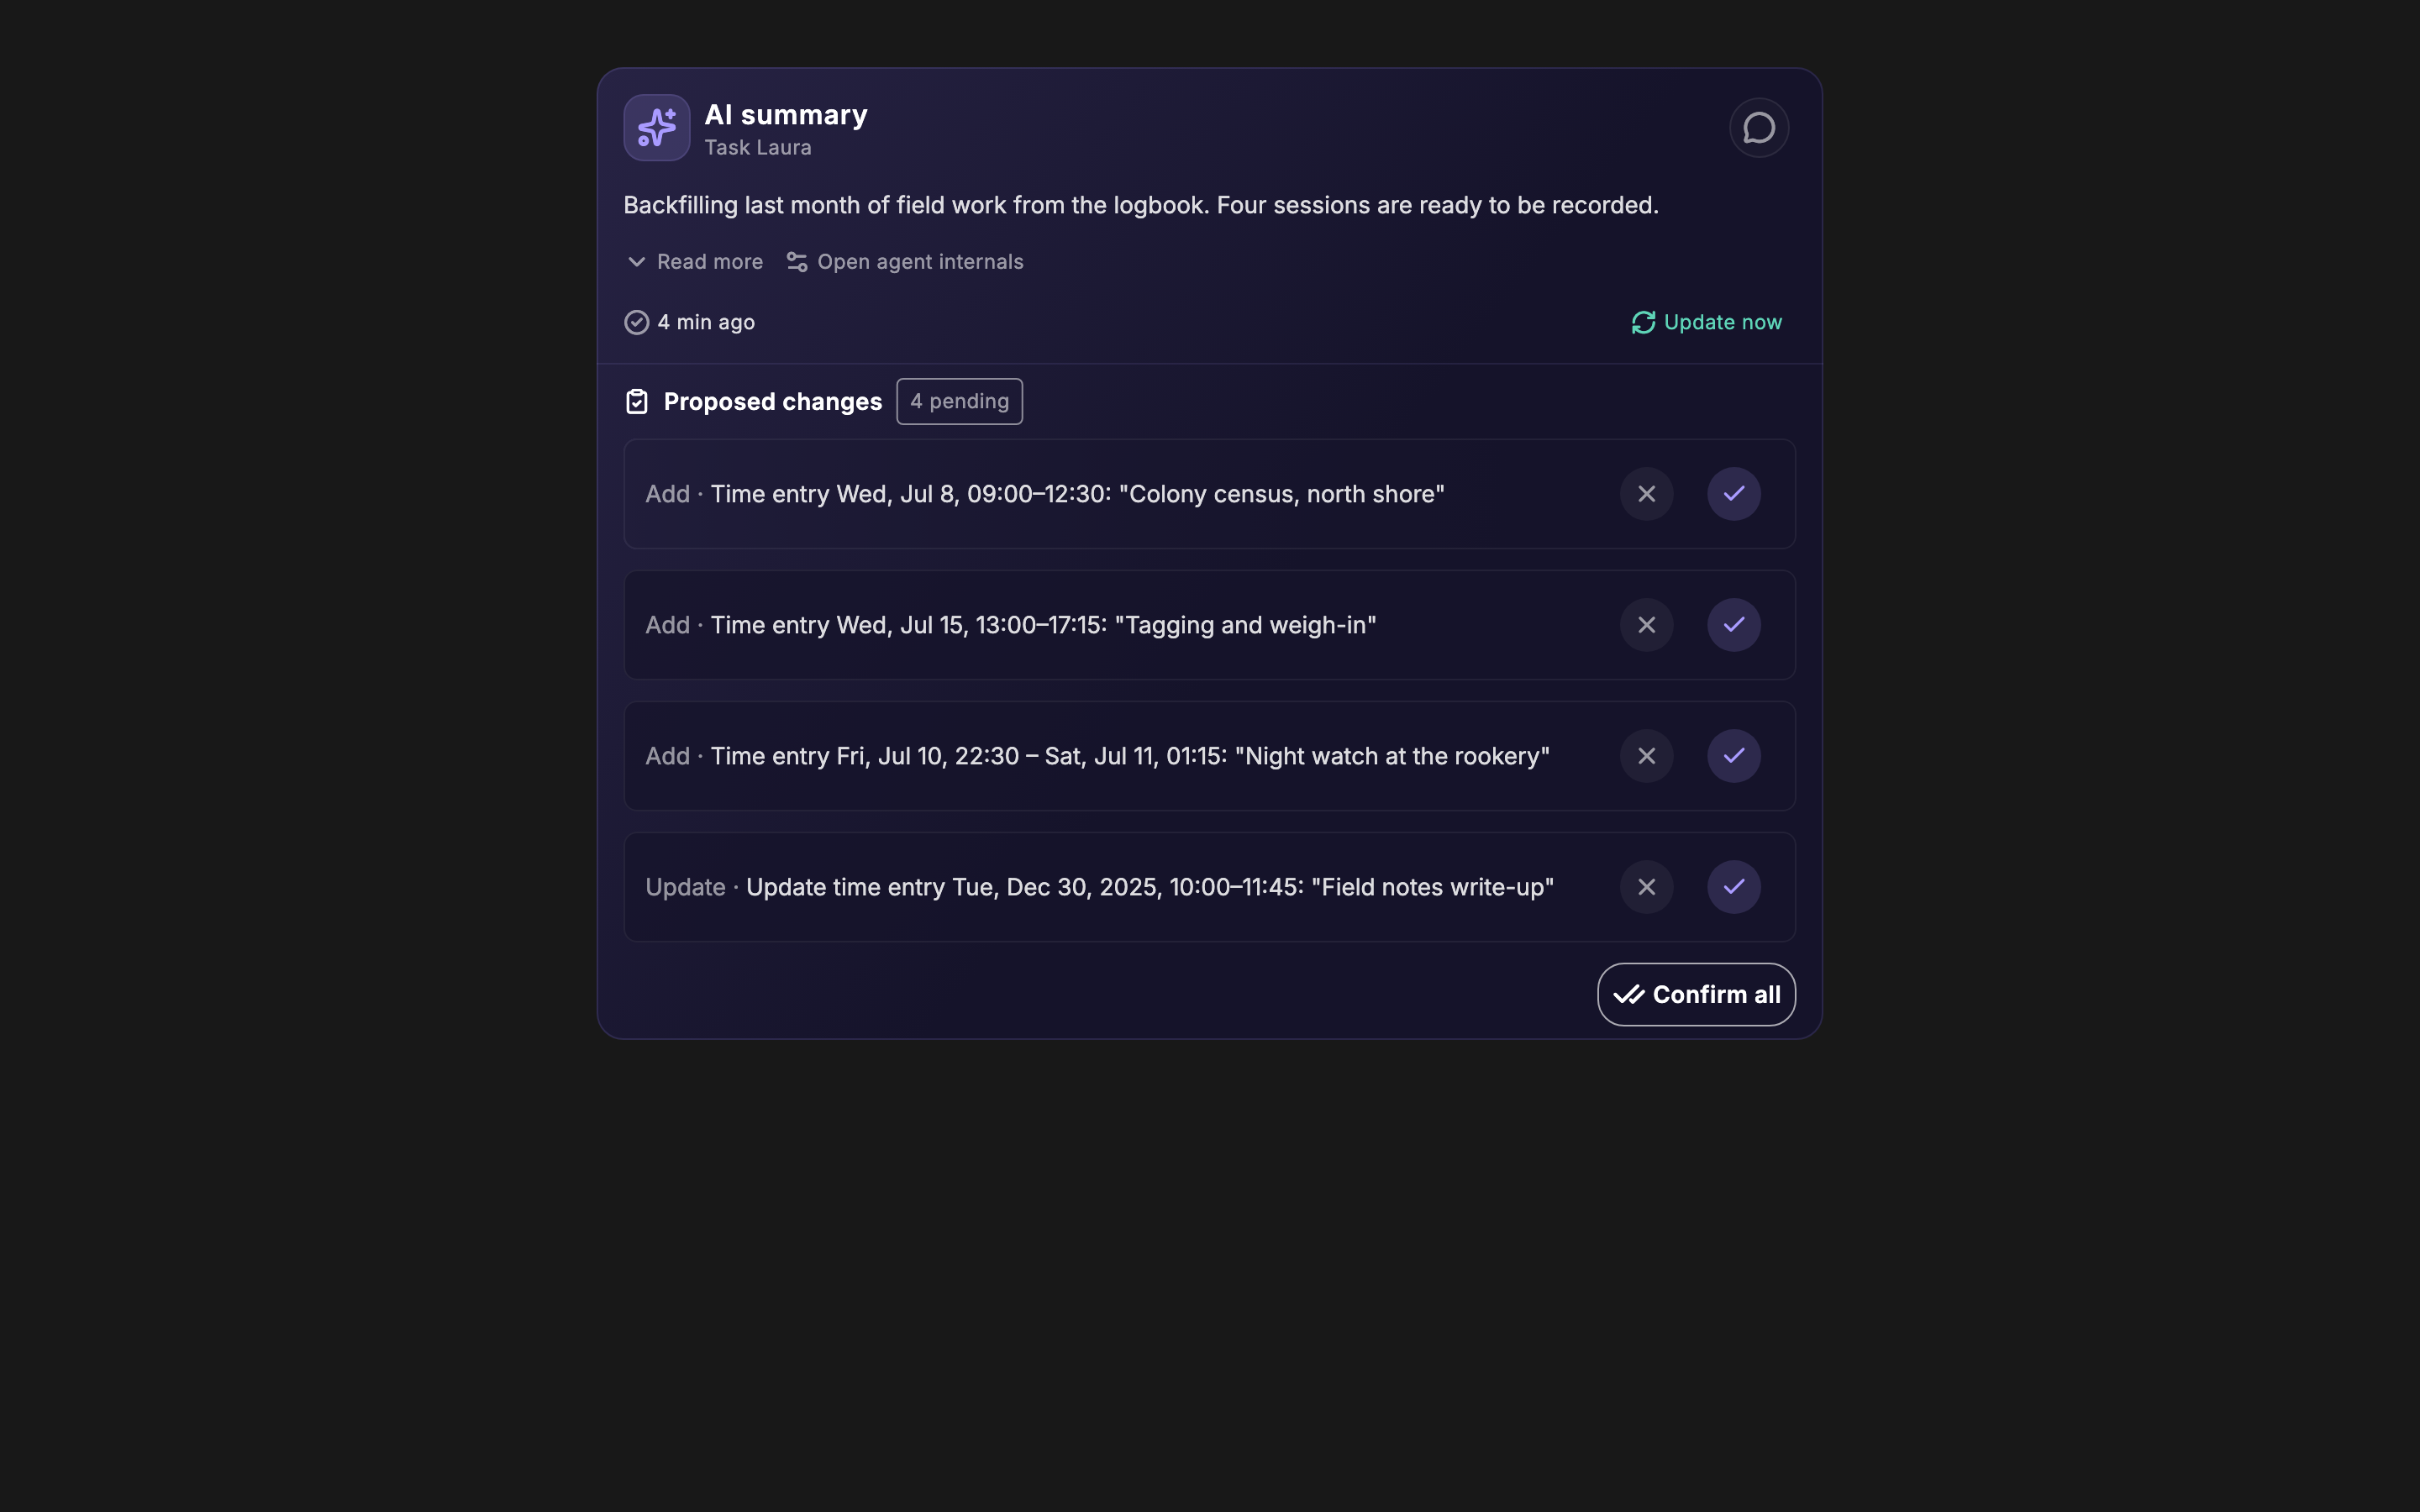 AI summary
Task Laura
Backfilling last month of field work from the logbook. Four sessions are ready to be recorded.
Read more Open agent internals
4 min ago Update now
Proposed changes 4 pending
Add · Time entry Wed, Jul 8, 09:00–12:30: "Colony census, north shore"
Add · Time entry Wed, Jul 15, 13:00–17:15: "Tagging and weigh-in"
Add · Time entry Fri, Jul 10, 22:30 – Sat, Jul 11, 01:15: "Night watch at the rookery"
Update · Update time entry Tue, Dec 30, 2025, 10:00–11:45: "Field notes write-up"
Confirm all